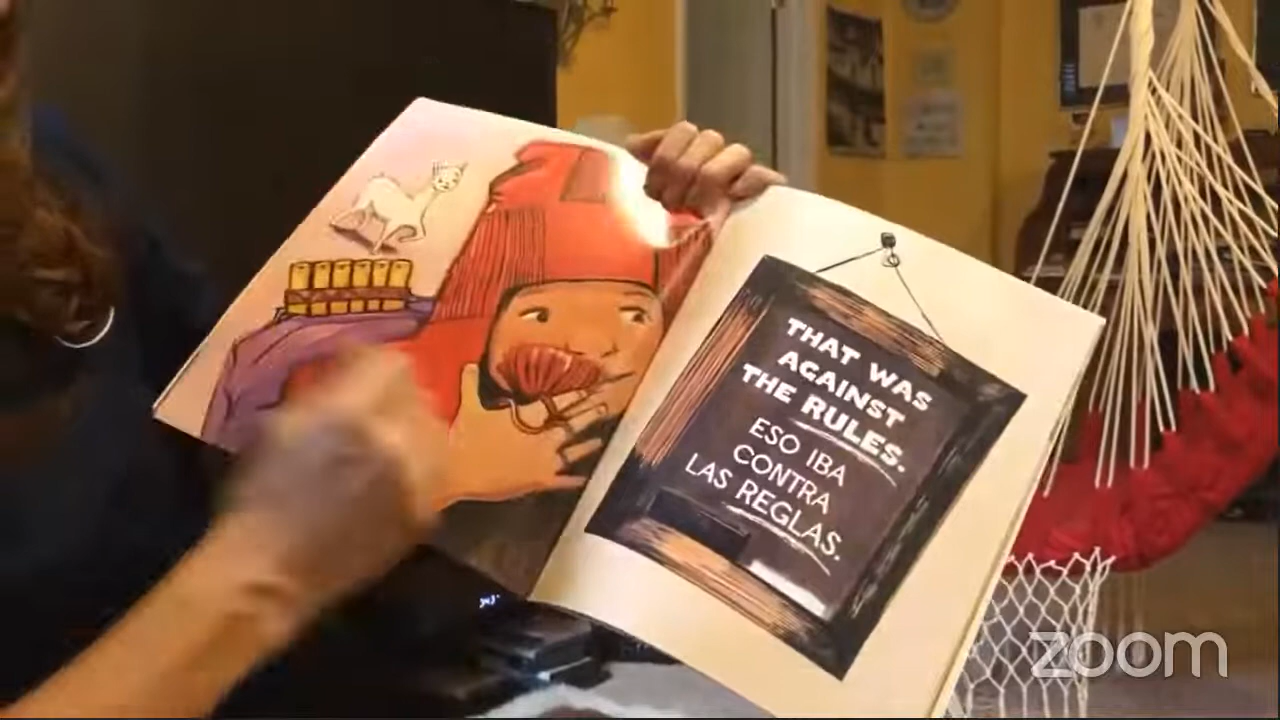 THAT WAS
AGAINST
THE RULES.
ESO IBA
CONTRA
LAS REGLAS.
zoom